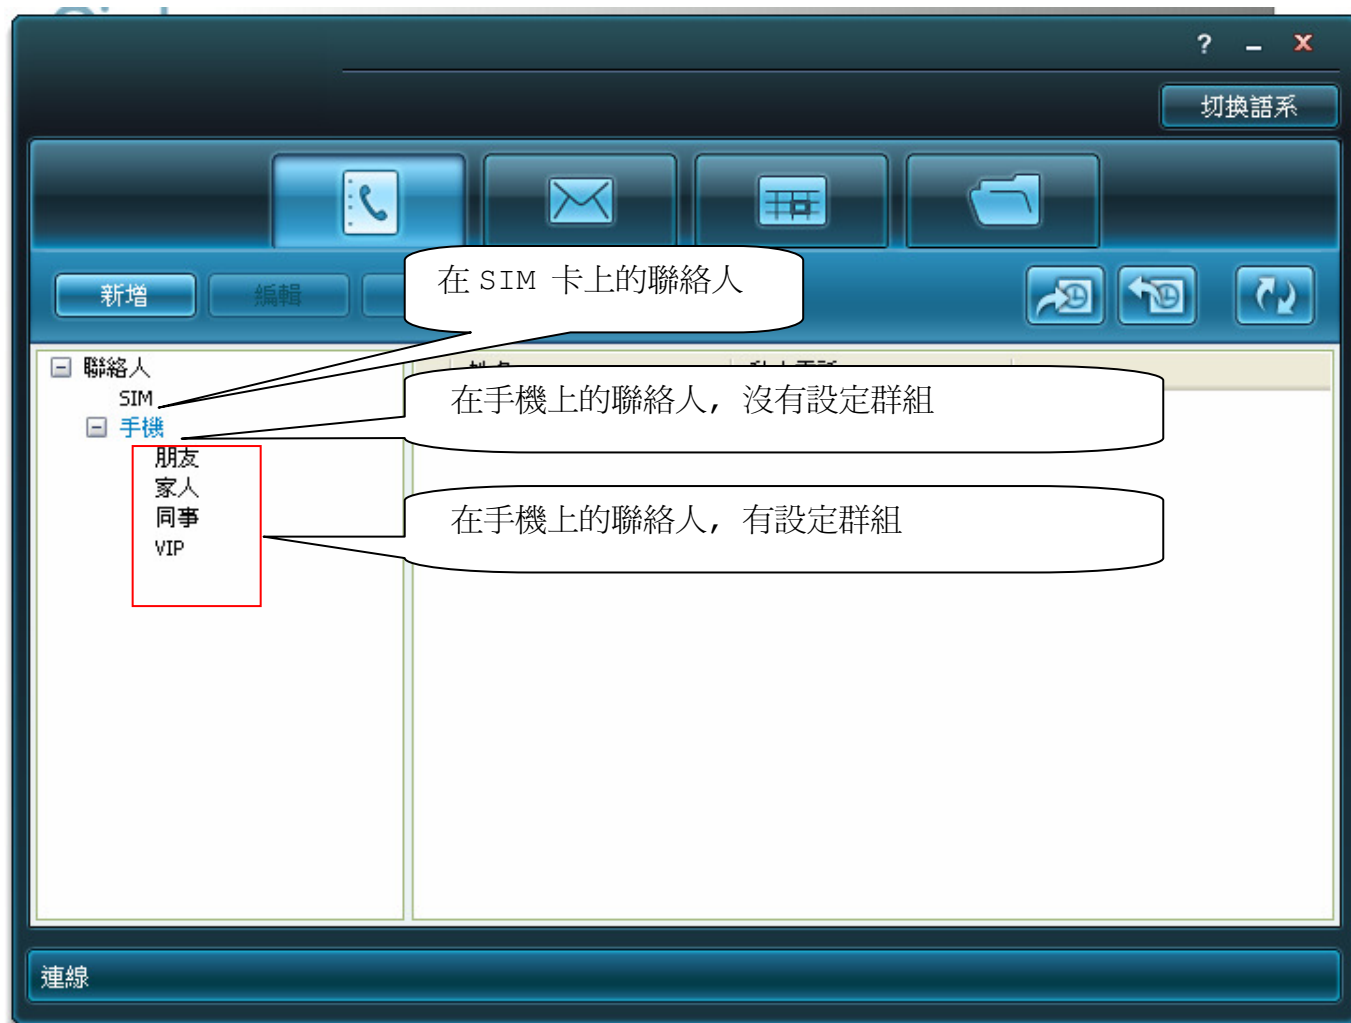 ?
切換語系
新增
編輯
在 SIM 卡上的聯絡人
聯絡人
SIM
手機
朋友
家人
同事
VIP
在手機上的聯絡人, 沒有設定群組
在手機上的聯絡人, 有設定群組
連線